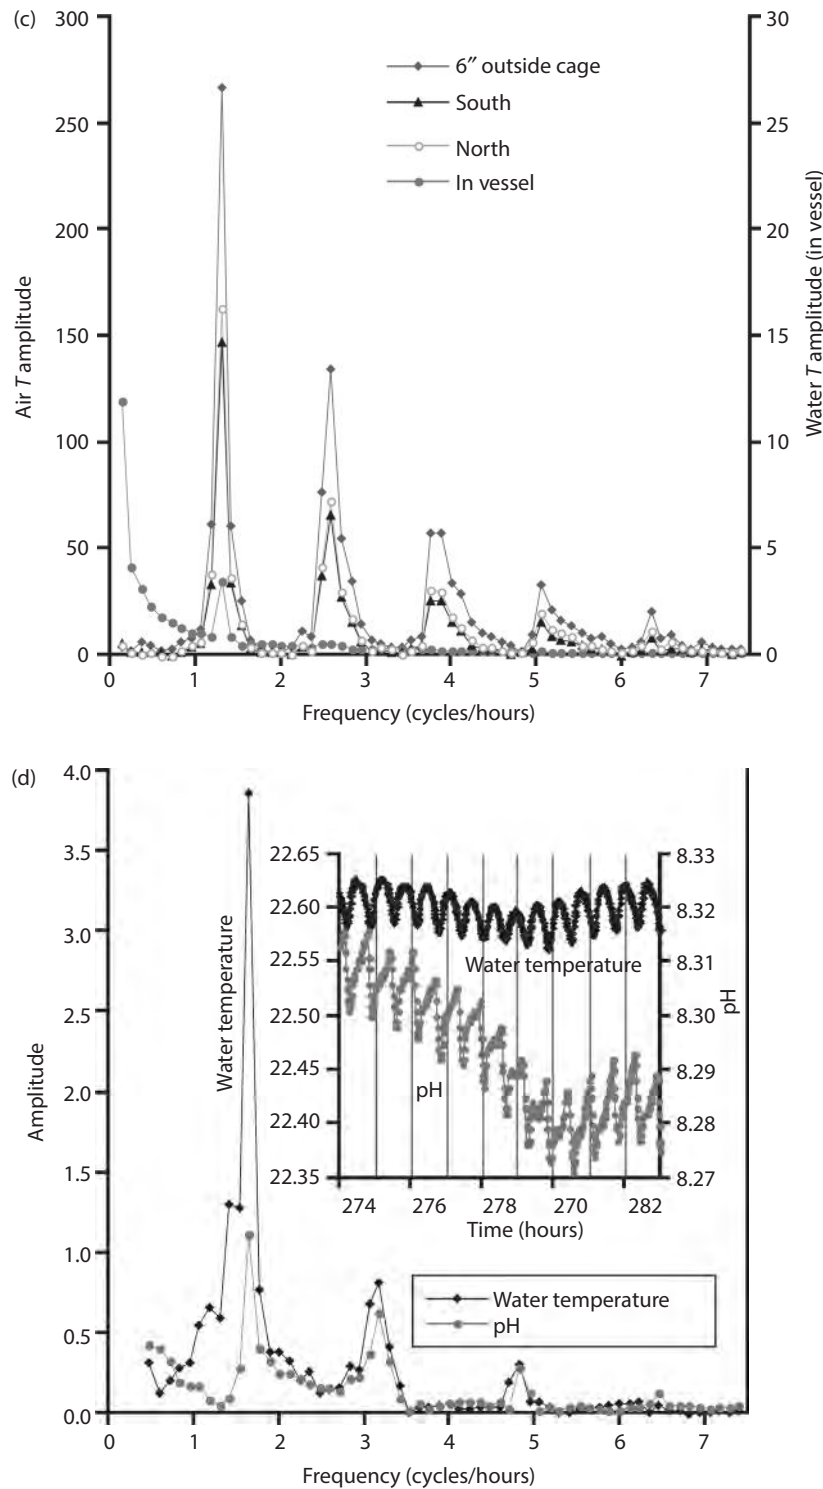 (c)
300
250
200
150
100
50
0
Air T amplitude
30
25
20
15
10
5
0
Water T amplitude (in vessel)
6″ outside cage
South
North
In vessel
0 1 2 3 4 5 6 7
Frequency (cycles/hours)
(d)
4.0
3.5
3.0
2.5
2.0
1.5
1.0
0.5
0.0
Amplitude
Water temperature
22.65
22.60
22.55
22.50
22.45
22.40
22.35
8.33
8.32
8.31
8.30
8.29
8.28
8.27
pH
Water temperature
pH
274 276 278 270 282
Time (hours)
Water temperature
pH
0 1 2 3 4 5 6 7
Frequency (cycles/hours)